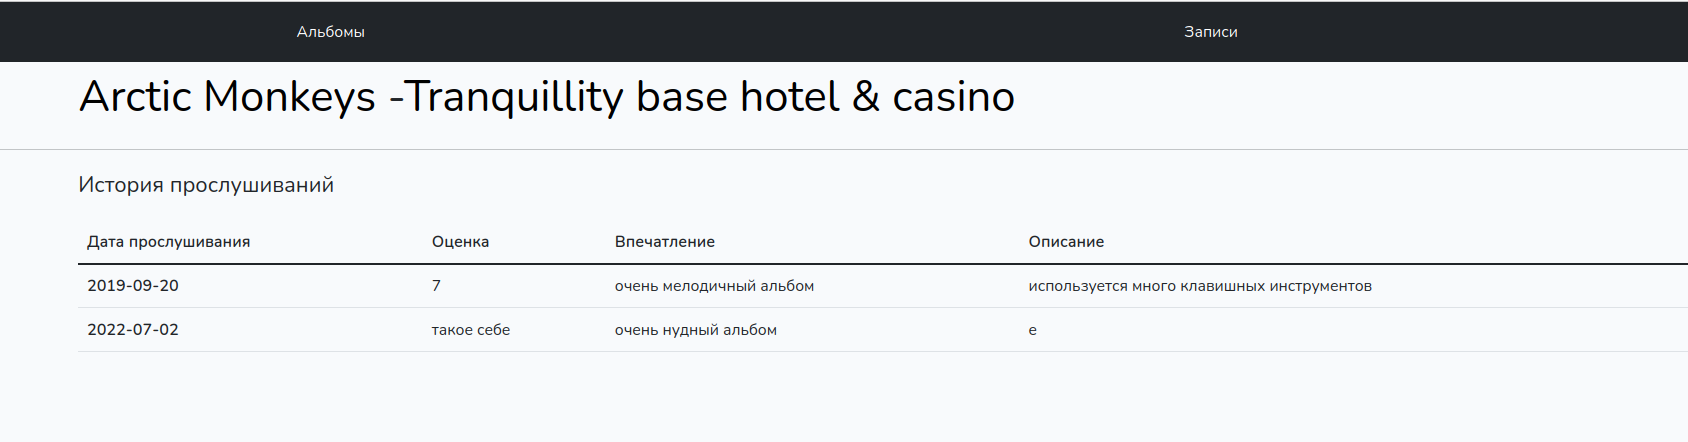 Альбомы Записи
Arctic Monkeys -Tranquillity base hotel & casino
История прослушиваний
Дата прослушивания Оценка Впечатление Описание
2019-09-20 7 очень мелодичный альбом используется много клавишных инструментов
2022-07-02 такое себе очень нудный альбом е